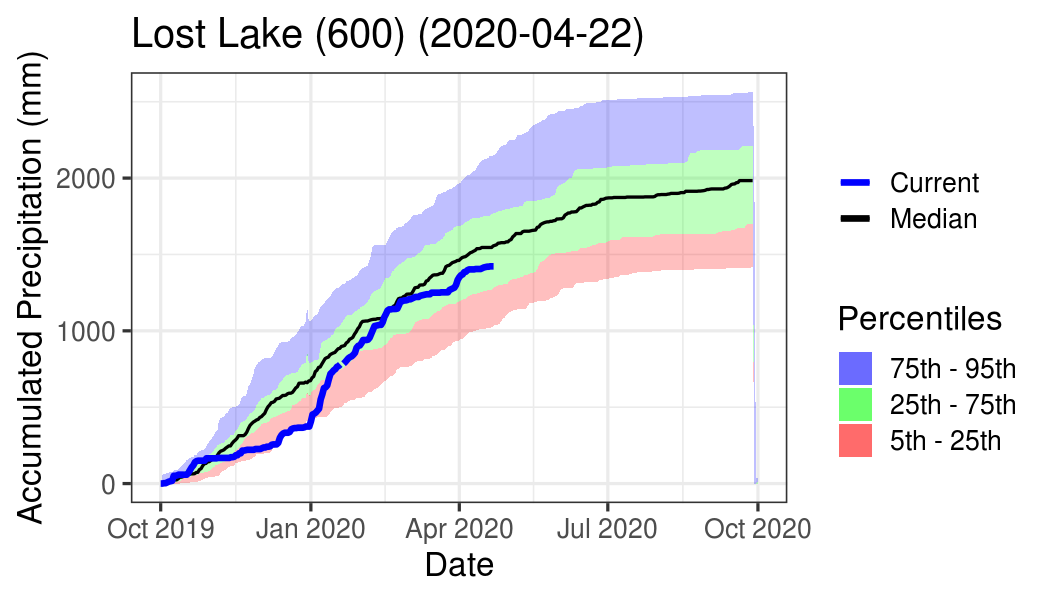 Lost Lake (600) (2020-04-22)
Accumulated Precipitation (mm)
2000
1000
0
Oct 2019
Jan 2020
Apr 2020
Jul 2020
Oct 2020
Date
Current
Median
Percentiles
75th - 95th
25th - 75th
5th - 25th